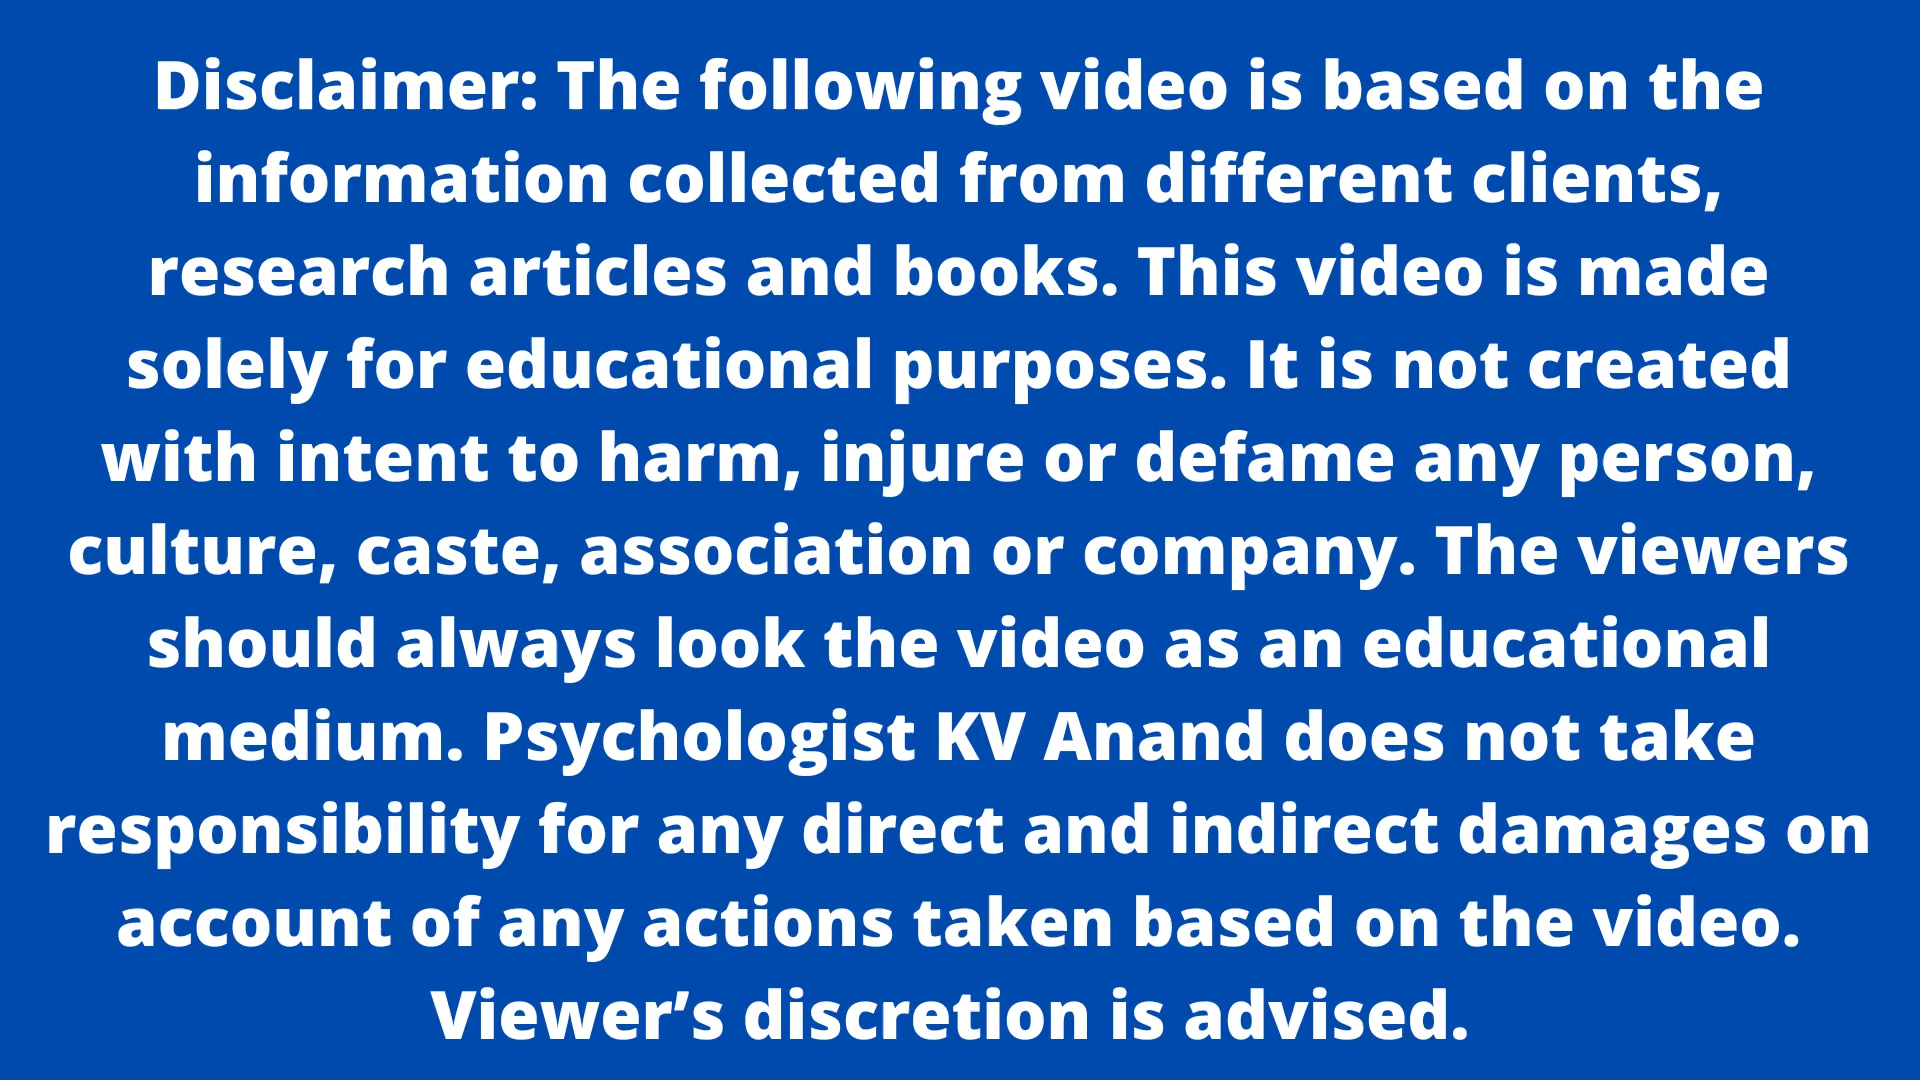 Disclaimer: The following video is based on the
information collected from different clients,
research articles and books. This video is made
solely for educational purposes. It is not created
with intent to harm, injure or defame any person,
culture, caste, association or company. The viewers
should always look the video as an educational
medium. Psychologist KV Anand does not take
responsibility for any direct and indirect damages on
account of any actions taken based on the video.
Viewer’s discretion is advised.